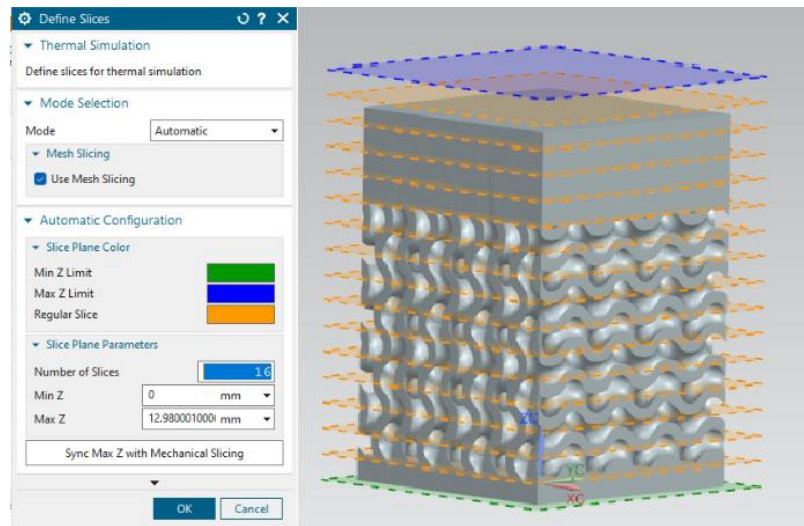 Define Slices
Thermal Simulation
Define slices for thermal simulation
Mode Selection
Mode
Automatic
Mesh Slicing
Use Mesh Slicing
Automatic Configuration
Slice Plane Color
Min Z Limit
Max Z Limit
Regular Slice
Slice Plane Parameters
Number of Slices 16
Min Z 0 mm
Max Z 12.980001000 mm
Sync Max Z with Mechanical Slicing
OK Cancel
ZC
YC
XC